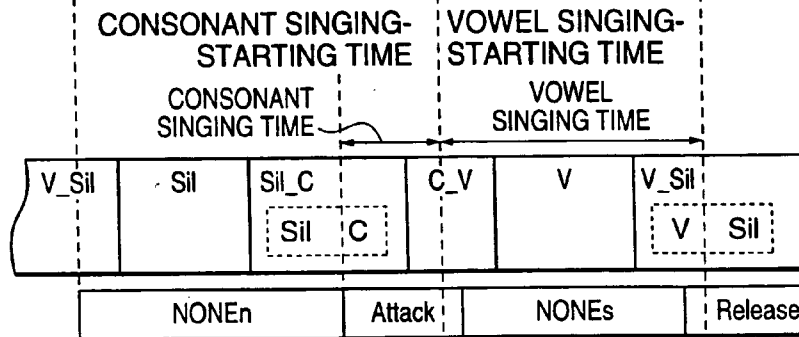 CONSONANT SINGING-
STARTING TIME
VOWEL SINGING-
STARTING TIME
CONSONANT
SINGING TIME
VOWEL
SINGING TIME
V_Sil Sil Sil_C C_V V V_Sil
Sil C V Sil
NONEn Attack NONEs Release